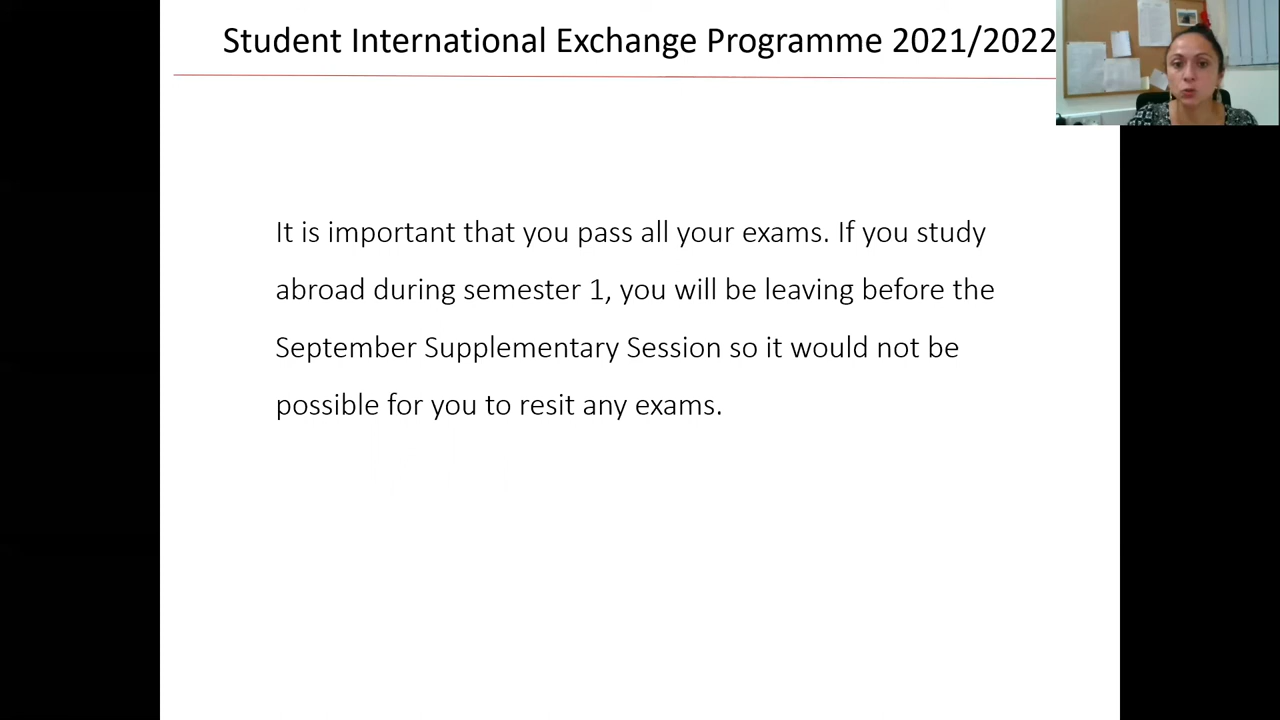 Student International Exchange Programme 2021/2022
It is important that you pass all your exams. If you study
abroad during semester 1, you will be leaving before the
September Supplementary Session so it would not be
possible for you to resit any exams.